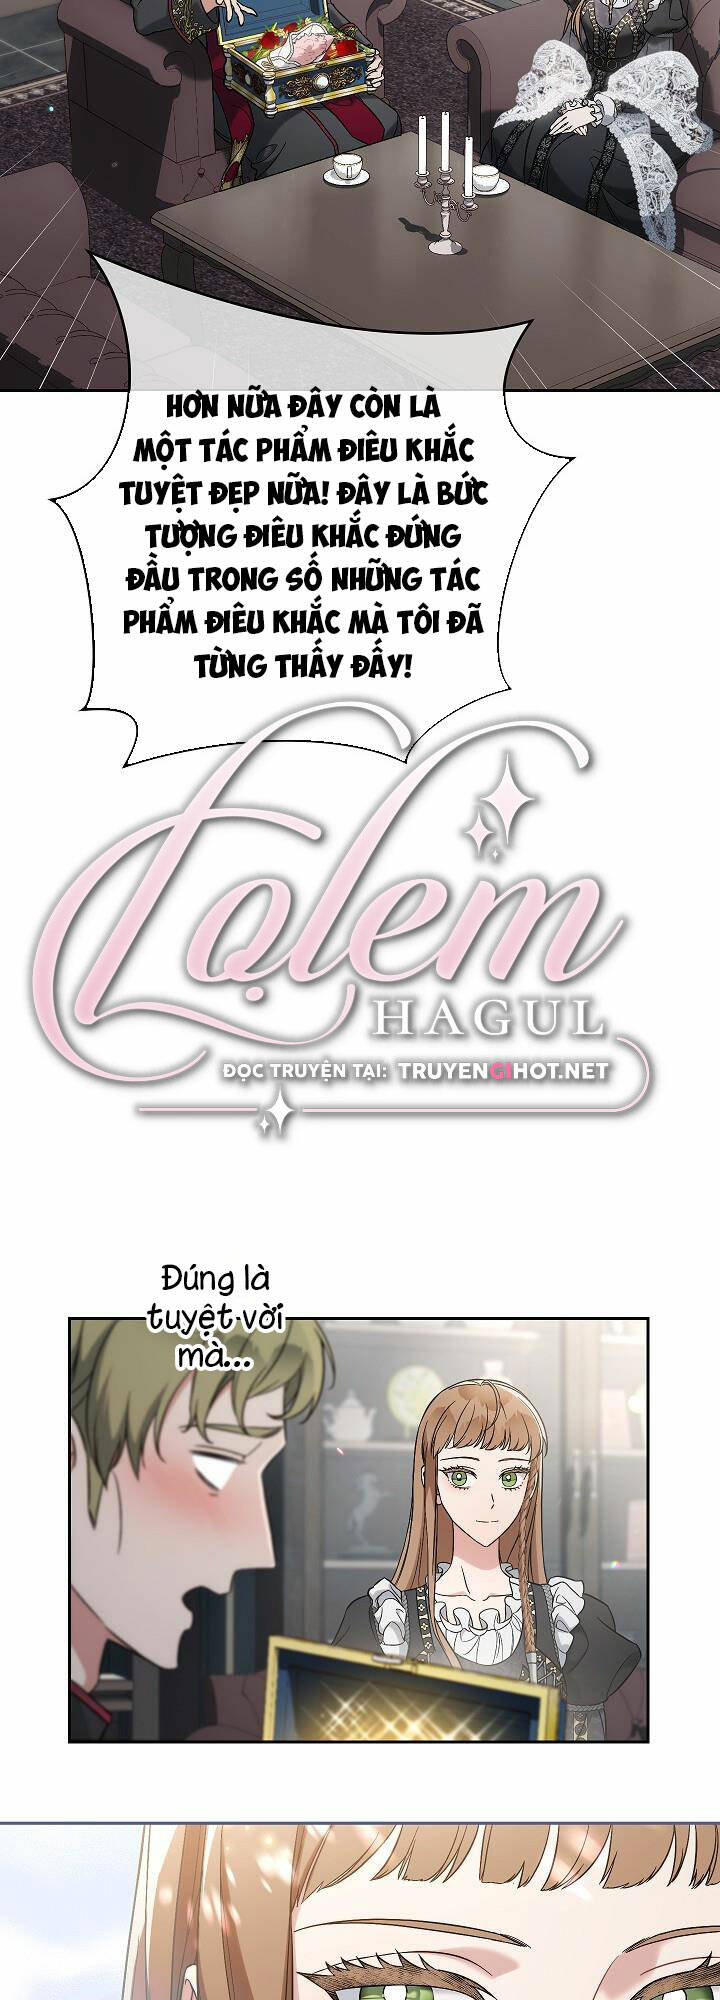 HƠN NỮA ĐÂY CÒN LÀ
MỘT TÁC PHẨM ĐIÊU KHẮC
TUYỆT ĐẸP NỮA! ĐÂY LÀ BỨC
TƯỢNG ĐIÊU KHẮC ĐỨNG
ĐẦU TRONG SỐ NHỮNG TÁC
PHẨM ĐIÊU KHẮC MÀ TÔI ĐÃ
TỪNG THẤY ĐẤY!
Lọlem
HAGUL
ĐỌC TRUYỆN TẠI: TRUYENGIHOT.NET
Đúng là
tuyệt vời
mà...